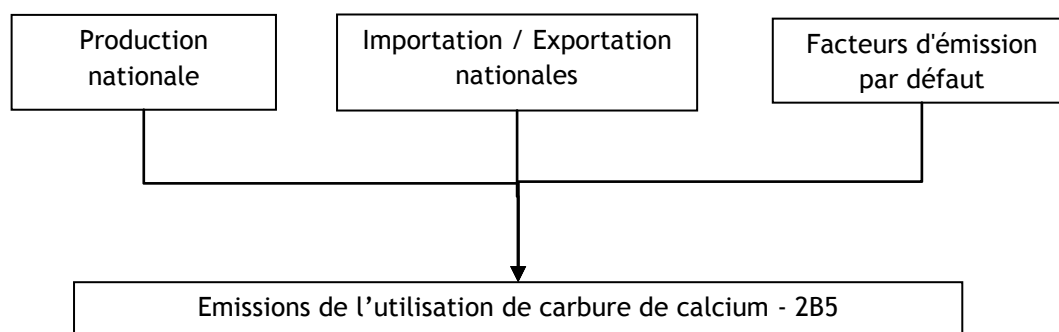 Production
nationale
Importation / Exportation
nationales
Facteurs d'émission
par défaut
Emissions de l’utilisation de carbure de calcium - 2B5